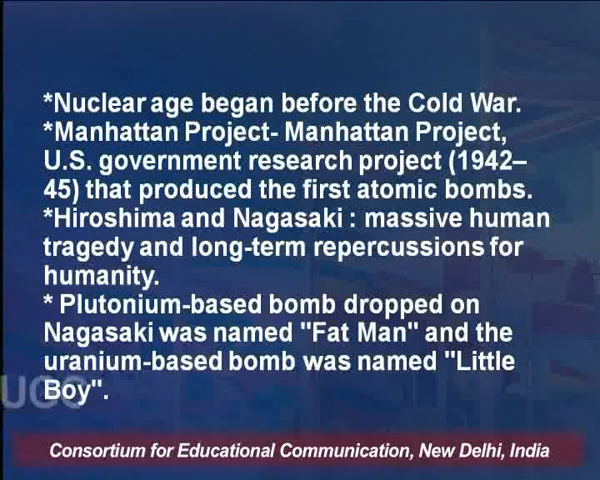 *Nuclear age began before the Cold War.
*Manhattan Project- Manhattan Project,
U.S. government research project (1942–
45) that produced the first atomic bombs.
*Hiroshima and Nagasaki : massive human
tragedy and long-term repercussions for
humanity.
* Plutonium-based bomb dropped on
Nagasaki was named "Fat Man" and the
uranium-based bomb was named "Little
Boy".
UGC
Consortium for Educational Communication, New Delhi, India